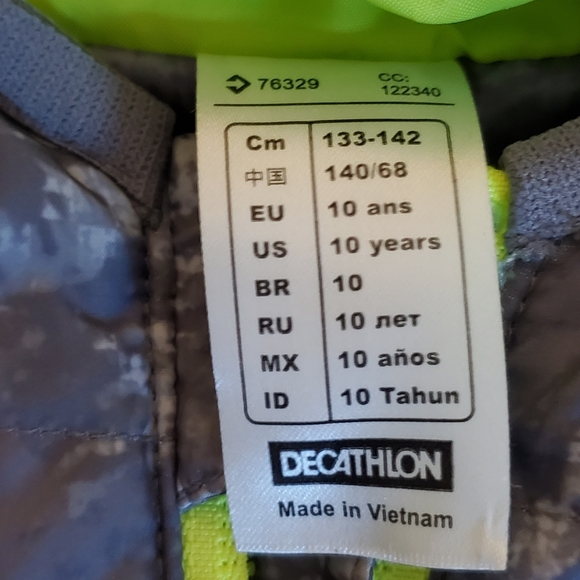 76329 CC: 122340
Cm 133-142
中国 140/68
EU 10 ans
US 10 years
BR 10
RU 10 лет
MX 10 años
ID 10 Tahun
DECATHLON
Made in Vietnam